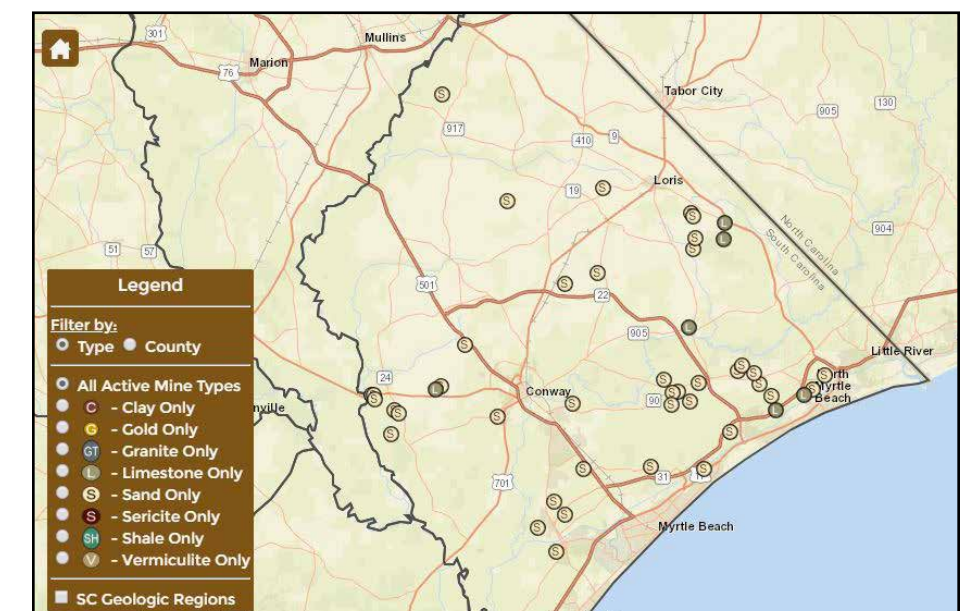 301
Mullins
Marion
76
Tabor City
917
905
130
410
9
Loris
19
904
North Carolina
South Carolina
51
57
501
22
905
Little River
24
Conway
90
North
Myrtle
Beach
701
31
Myrtle Beach
Legend
Filter by:
Type County
All Active Mine Types
C - Clay Only
G - Gold Only
GT - Granite Only
L - Limestone Only
S - Sand Only
S - Sericite Only
SH - Shale Only
V - Vermiculite Only
SC Geologic Regions